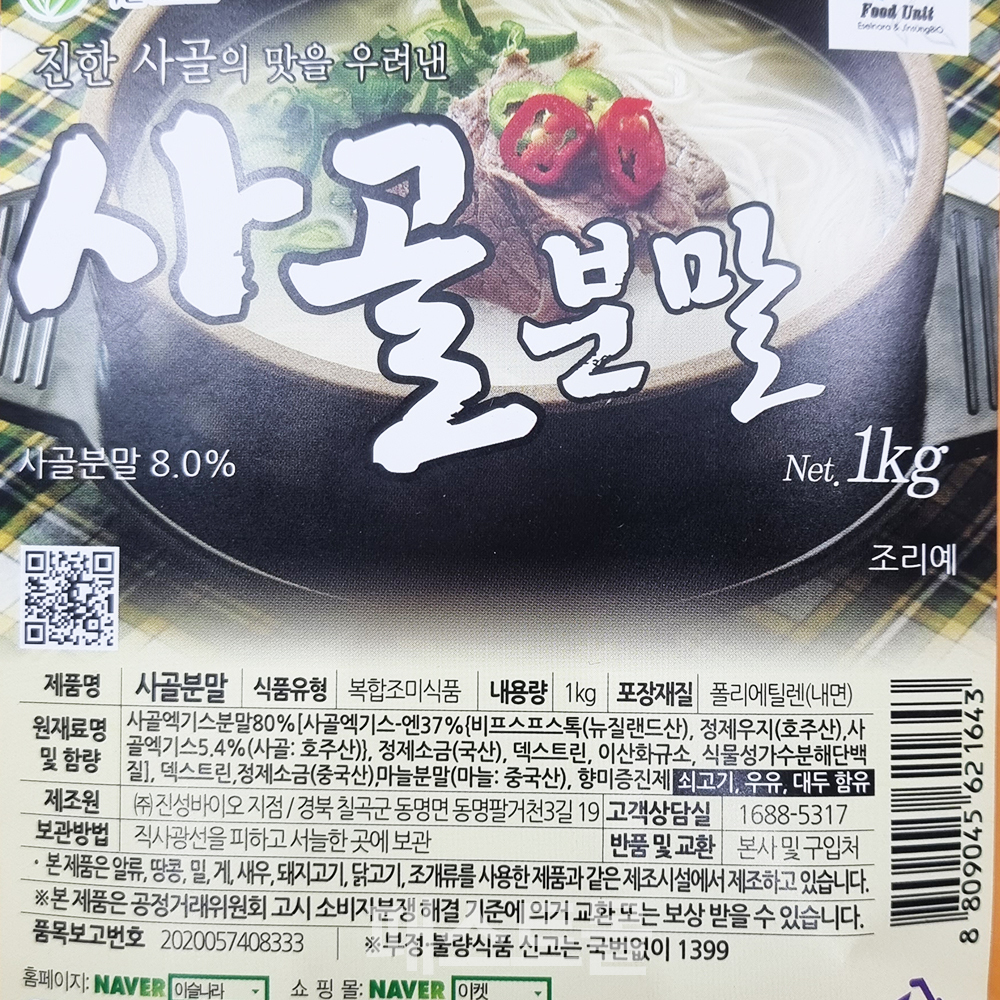 Food Unit
진한 사골의 맛을 우려낸
사골분말
사골분말 8.0%
Net. 1kg
조리예
제품명 사골분말 식품유형 복합조미식품 내용량 1kg 포장재질 폴리에틸렌(내면)
원재료명 및 함량 사골엑기스분말80%[사골엑기스-엔37%{비프스프스톡(뉴질랜드산), 정제우지(호주산),사
골엑기스5.4%(사골: 호주산)}, 정제소금(국산), 덱스트린, 이산화규소, 식물성가수분해단백
질], 덱스트린,정제소금(중국산),마늘분말(마늘: 중국산), 향미증진제 쇠고기, 우유, 대두 함유
제조원 ㈜진성바이오 지점 / 경북 칠곡군 동명면 동명팔거천3길 19 고객상담실 1688-5317
보관방법 직사광선을 피하고 서늘한 곳에 보관 반품 및 교환 본사 및 구입처
· 본 제품은 알류, 땅콩, 밀, 게, 새우, 돼지고기, 닭고기, 조개류를 사용한 제품과 같은 제조시설에서 제조하고 있습니다.
※본 제품은 공정거래위원회 고시 소비자분쟁 해결 기준에 의거 교환 또는 보상 받을 수 있습니다.
품목보고번호 2020057408333 ※부정·불량식품 신고는 국번없이 1399
홈페이지: NAVER 이슬나라 쇼핑몰: NAVER 이켓
8 809045 621643